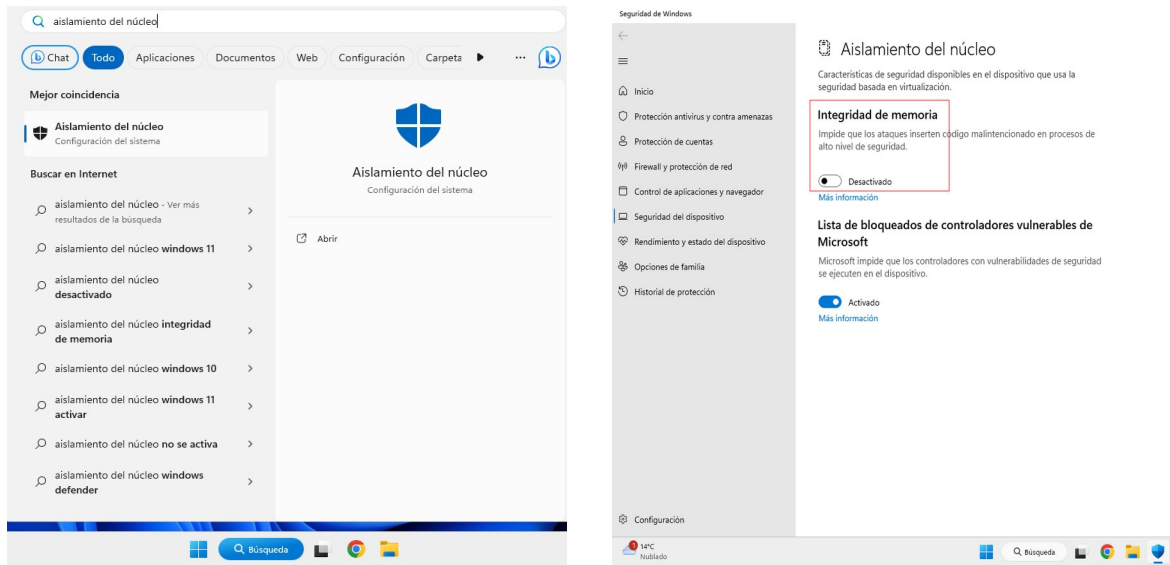 aislamiento del núcleo
Chat Todo Aplicaciones Documentos Web Configuración Carpeta
Mejor coincidencia
Aislamiento del núcleo
Configuración del sistema
Buscar en Internet
aislamiento del núcleo - Ver más
resultados de la búsqueda
aislamiento del núcleo windows 11
aislamiento del núcleo
desactivado
aislamiento del núcleo integridad
de memoria
aislamiento del núcleo windows 10
aislamiento del núcleo windows 11
activar
aislamiento del núcleo no se activa
aislamiento del núcleo windows
defender
Aislamiento del núcleo
Configuración del sistema
Abrir
Búsqueda
Seguridad de Windows
Inicio
Protección antivirus y contra amenazas
Protección de cuentas
Firewall y protección de red
Control de aplicaciones y navegador
Seguridad del dispositivo
Rendimiento y estado del dispositivo
Opciones de familia
Historial de protección
Configuración
Aislamiento del núcleo
Características de seguridad disponibles en el dispositivo que usa la
seguridad basada en virtualización.
Integridad de memoria
Impide que los ataques inserten código malintencionado en procesos de
alto nivel de seguridad.
Desactivado
Más información
Lista de bloqueados de controladores vulnerables de
Microsoft
Microsoft impide que los controladores con vulnerabilidades de seguridad
se ejecuten en el dispositivo.
Activado
Más información
1
14°C
Nublado
Búsqueda